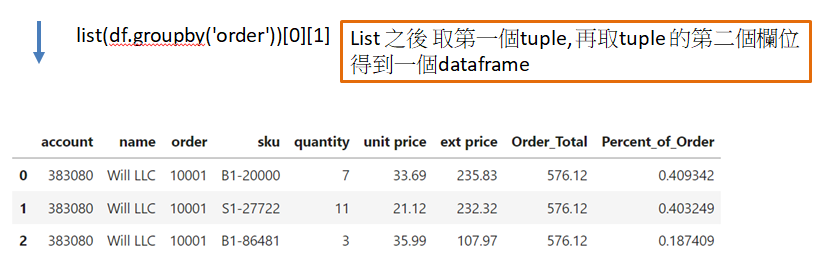 list(df.groupby('order'))[0][1]
List 之後 取第一個tuple, 再取tuple 的第二個欄位
得到一個dataframe
account name order sku quantity unit price ext price Order_Total Percent_of_Order
0 383080 Will LLC 10001 B1-20000 7 33.69 235.83 576.12 0.409342
1 383080 Will LLC 10001 S1-27722 11 21.12 232.32 576.12 0.403249
2 383080 Will LLC 10001 B1-86481 3 35.99 107.97 576.12 0.187409